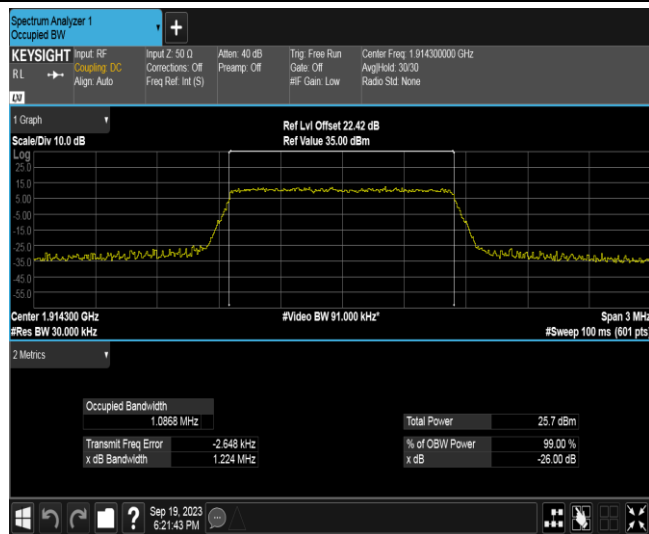 Spectrum Analyzer 1
Occupied BW
+
KEYSIGHT Input: RF Input Z: 50 Ω Atten: 40 dB Trig: Free Run Center Freq: 1.914300000 GHz
RL Coupling: DC Corrections: Off Preamp: Off Gate: Off Avg|Hold: 30/30
Align: Auto Freq Ref: Int (S) #IF Gain: Low Radio Std: None
LXI
1 Graph Ref Lvl Offset 22.42 dB
Scale/Div 10.0 dB Ref Value 35.00 dBm
Log
25.0
15.0
5.00
-5.00
-15.0
-25.0
-35.0
-45.0
-55.0
Center 1.914300 GHz #Video BW 91.000 kHz* Span 3 MHz
#Res BW 30.000 kHz #Sweep 100 ms (601 pts)
2 Metrics
Occupied Bandwidth
1.0868 MHz Total Power 25.7 dBm
Transmit Freq Error -2.648 kHz % of OBW Power 99.00 %
x dB Bandwidth 1.224 MHz x dB -26.00 dB
? Sep 19, 2023
6:21:43 PM